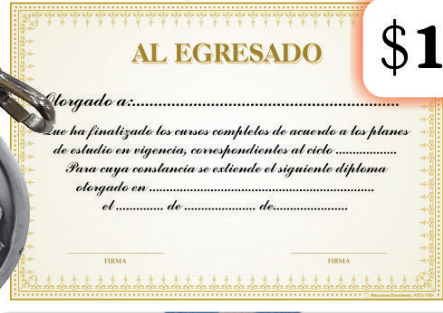 $1
AL EGRESADO
Otorgado a:...........................................................
Que ha finalizado los cursos completos de acuerdo a los planes
de estudio en vigencia, correspondientes al ciclo ...............
Para cuya constancia se extiende el siguiente diploma
otorgado en .......................................................
el .............. de .............. de......................
FIRMA
FIRMA